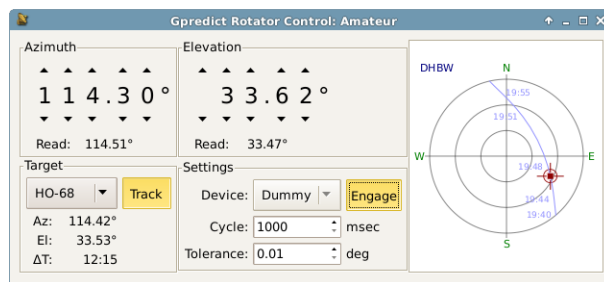 Gpredict Rotator Control: Amateur
Azimuth
114.30°
Read: 114.51°
Elevation
33.62°
Read: 33.47°
Target
HO-68
Track
Az: 114.42°
El: 33.53°
ΔT: 12:15
Settings
Device: Dummy Engage
Cycle: 1000 msec
Tolerance: 0.01 deg
DHBW
N
19:55
19:51
W
E
19:48
19:44
19:40
S